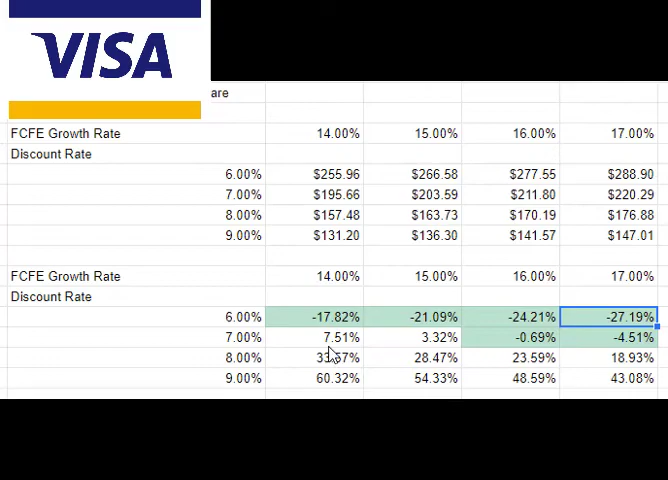 VISA
are
FCFE Growth Rate 14.00% 15.00% 16.00% 17.00%
Discount Rate
6.00% $255.96 $266.58 $277.55 $288.90
7.00% $195.66 $203.59 $211.80 $220.29
8.00% $157.48 $163.73 $170.19 $176.88
9.00% $131.20 $136.30 $141.57 $147.01
FCFE Growth Rate 14.00% 15.00% 16.00% 17.00%
Discount Rate
6.00% -17.82% -21.09% -24.21% -27.19%
7.00% 7.51% 3.32% -0.69% -4.51%
8.00% 28.47% 23.59% 18.93%
9.00% 60.32% 54.33% 48.59% 43.08%